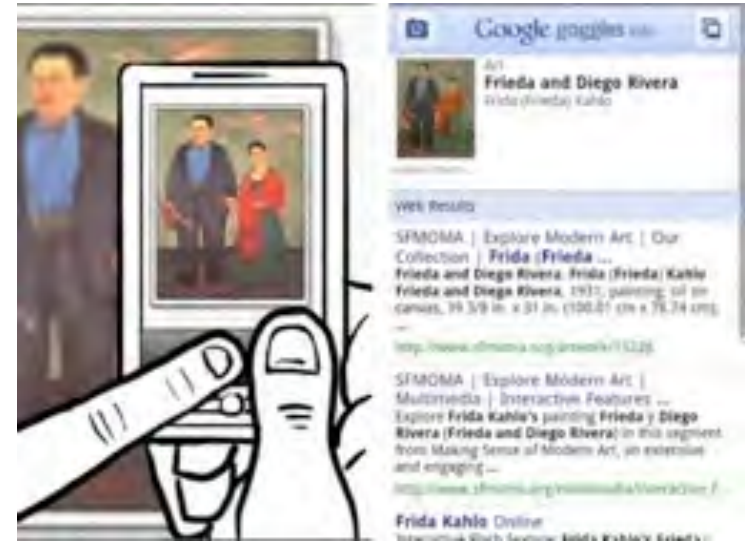 Google goggles
Art
Frieda and Diego Rivera
Frida (Frieda) Kahlo
Web Results
SFMOMA | Explore Modern Art | Our
Collection | Frida (Frieda ...
Frieda and Diego Rivera. Frida (Frieda) Kahlo
Frieda and Diego Rivera, 1931, painting, oil on
canvas, 39 3/8 in. x 31 in. (100.01 cm x 78.74 cm);
...
SFMOMA | Explore Modern Art |
Multimedia | Interactive Features ...
Explore Frida Kahlo's painting Frieda y Diego
Rivera (Frieda and Diego Rivera) in this segment
from Making Sense of Modern Art, an extensive
and engaging ...
Frida Kahlo Online